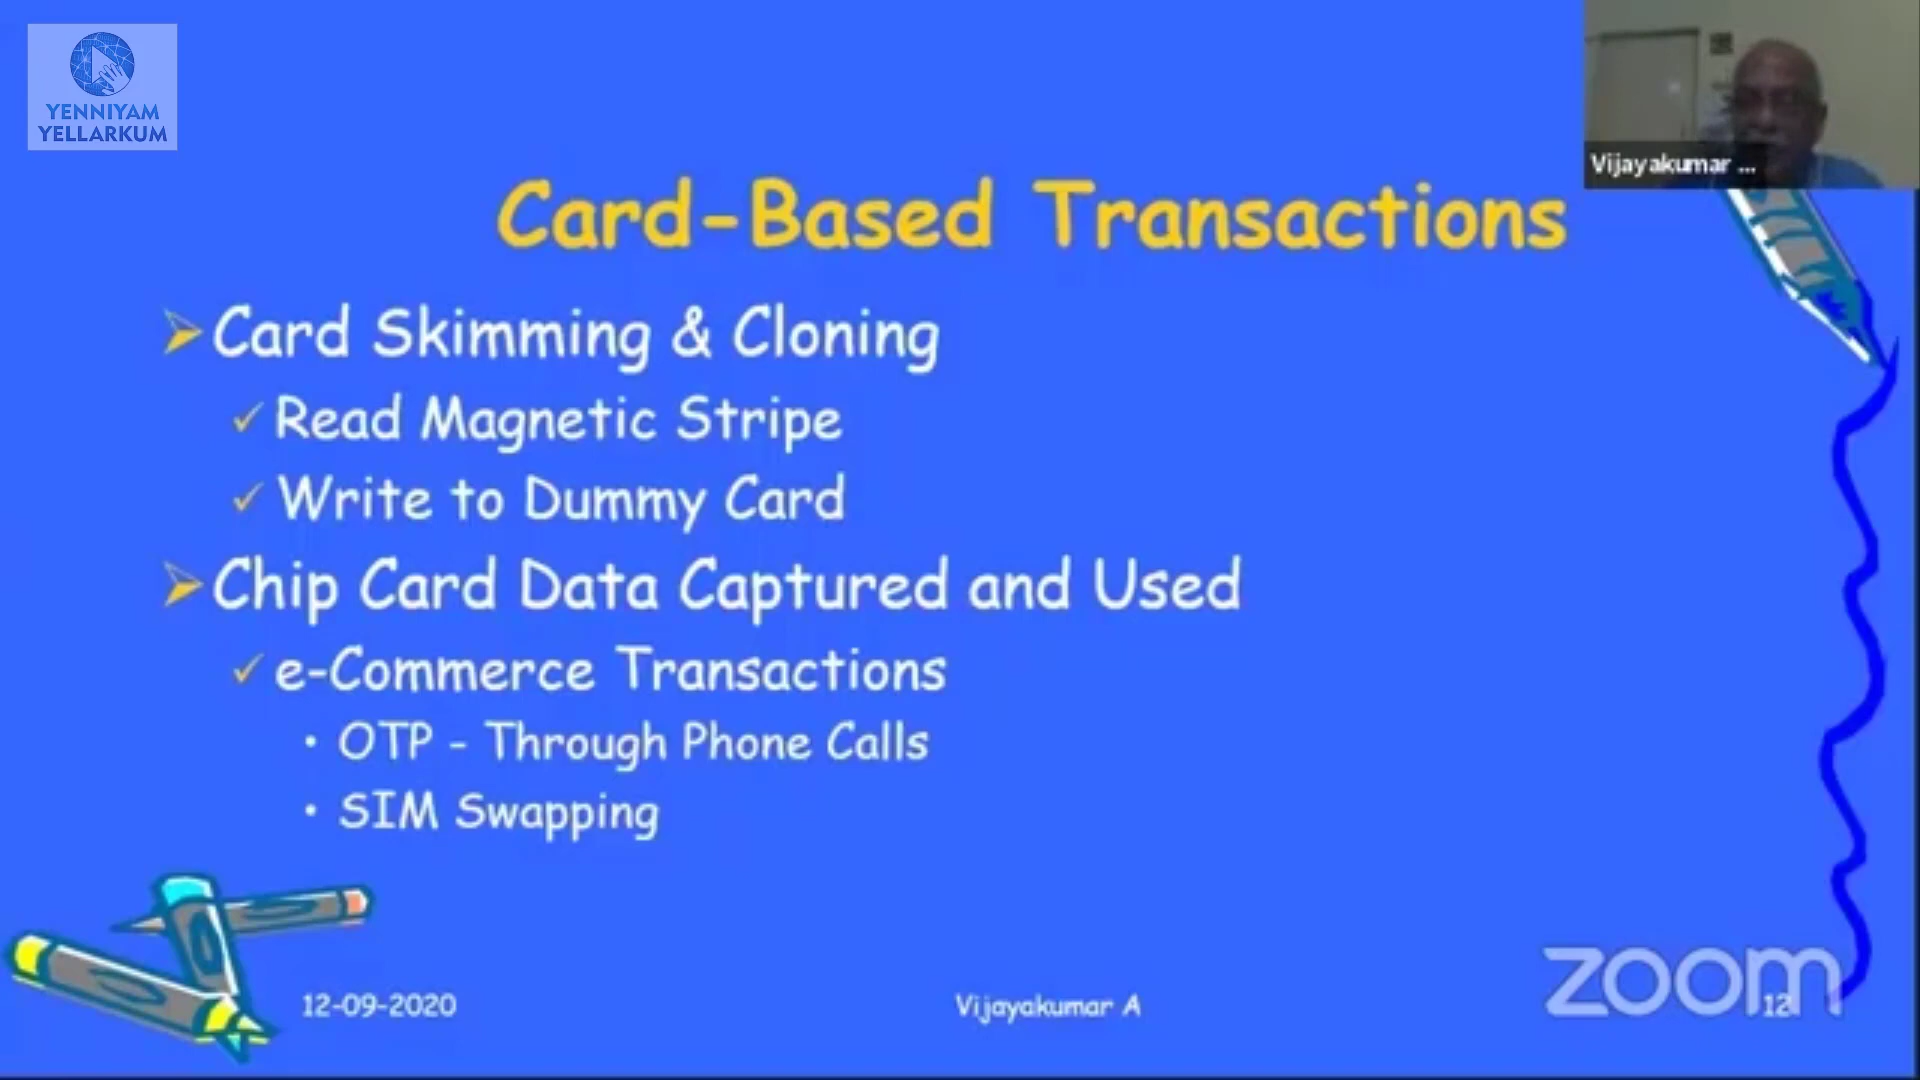 YENNIYAM
YELLARKUM
Vijayakumar ...
Card-Based Transactions
Card Skimming & Cloning
Read Magnetic Stripe
Write to Dummy Card
Chip Card Data Captured and Used
e-Commerce Transactions
• OTP - Through Phone Calls
• SIM Swapping
12-09-2020
Vijayakumar A
zoom
12